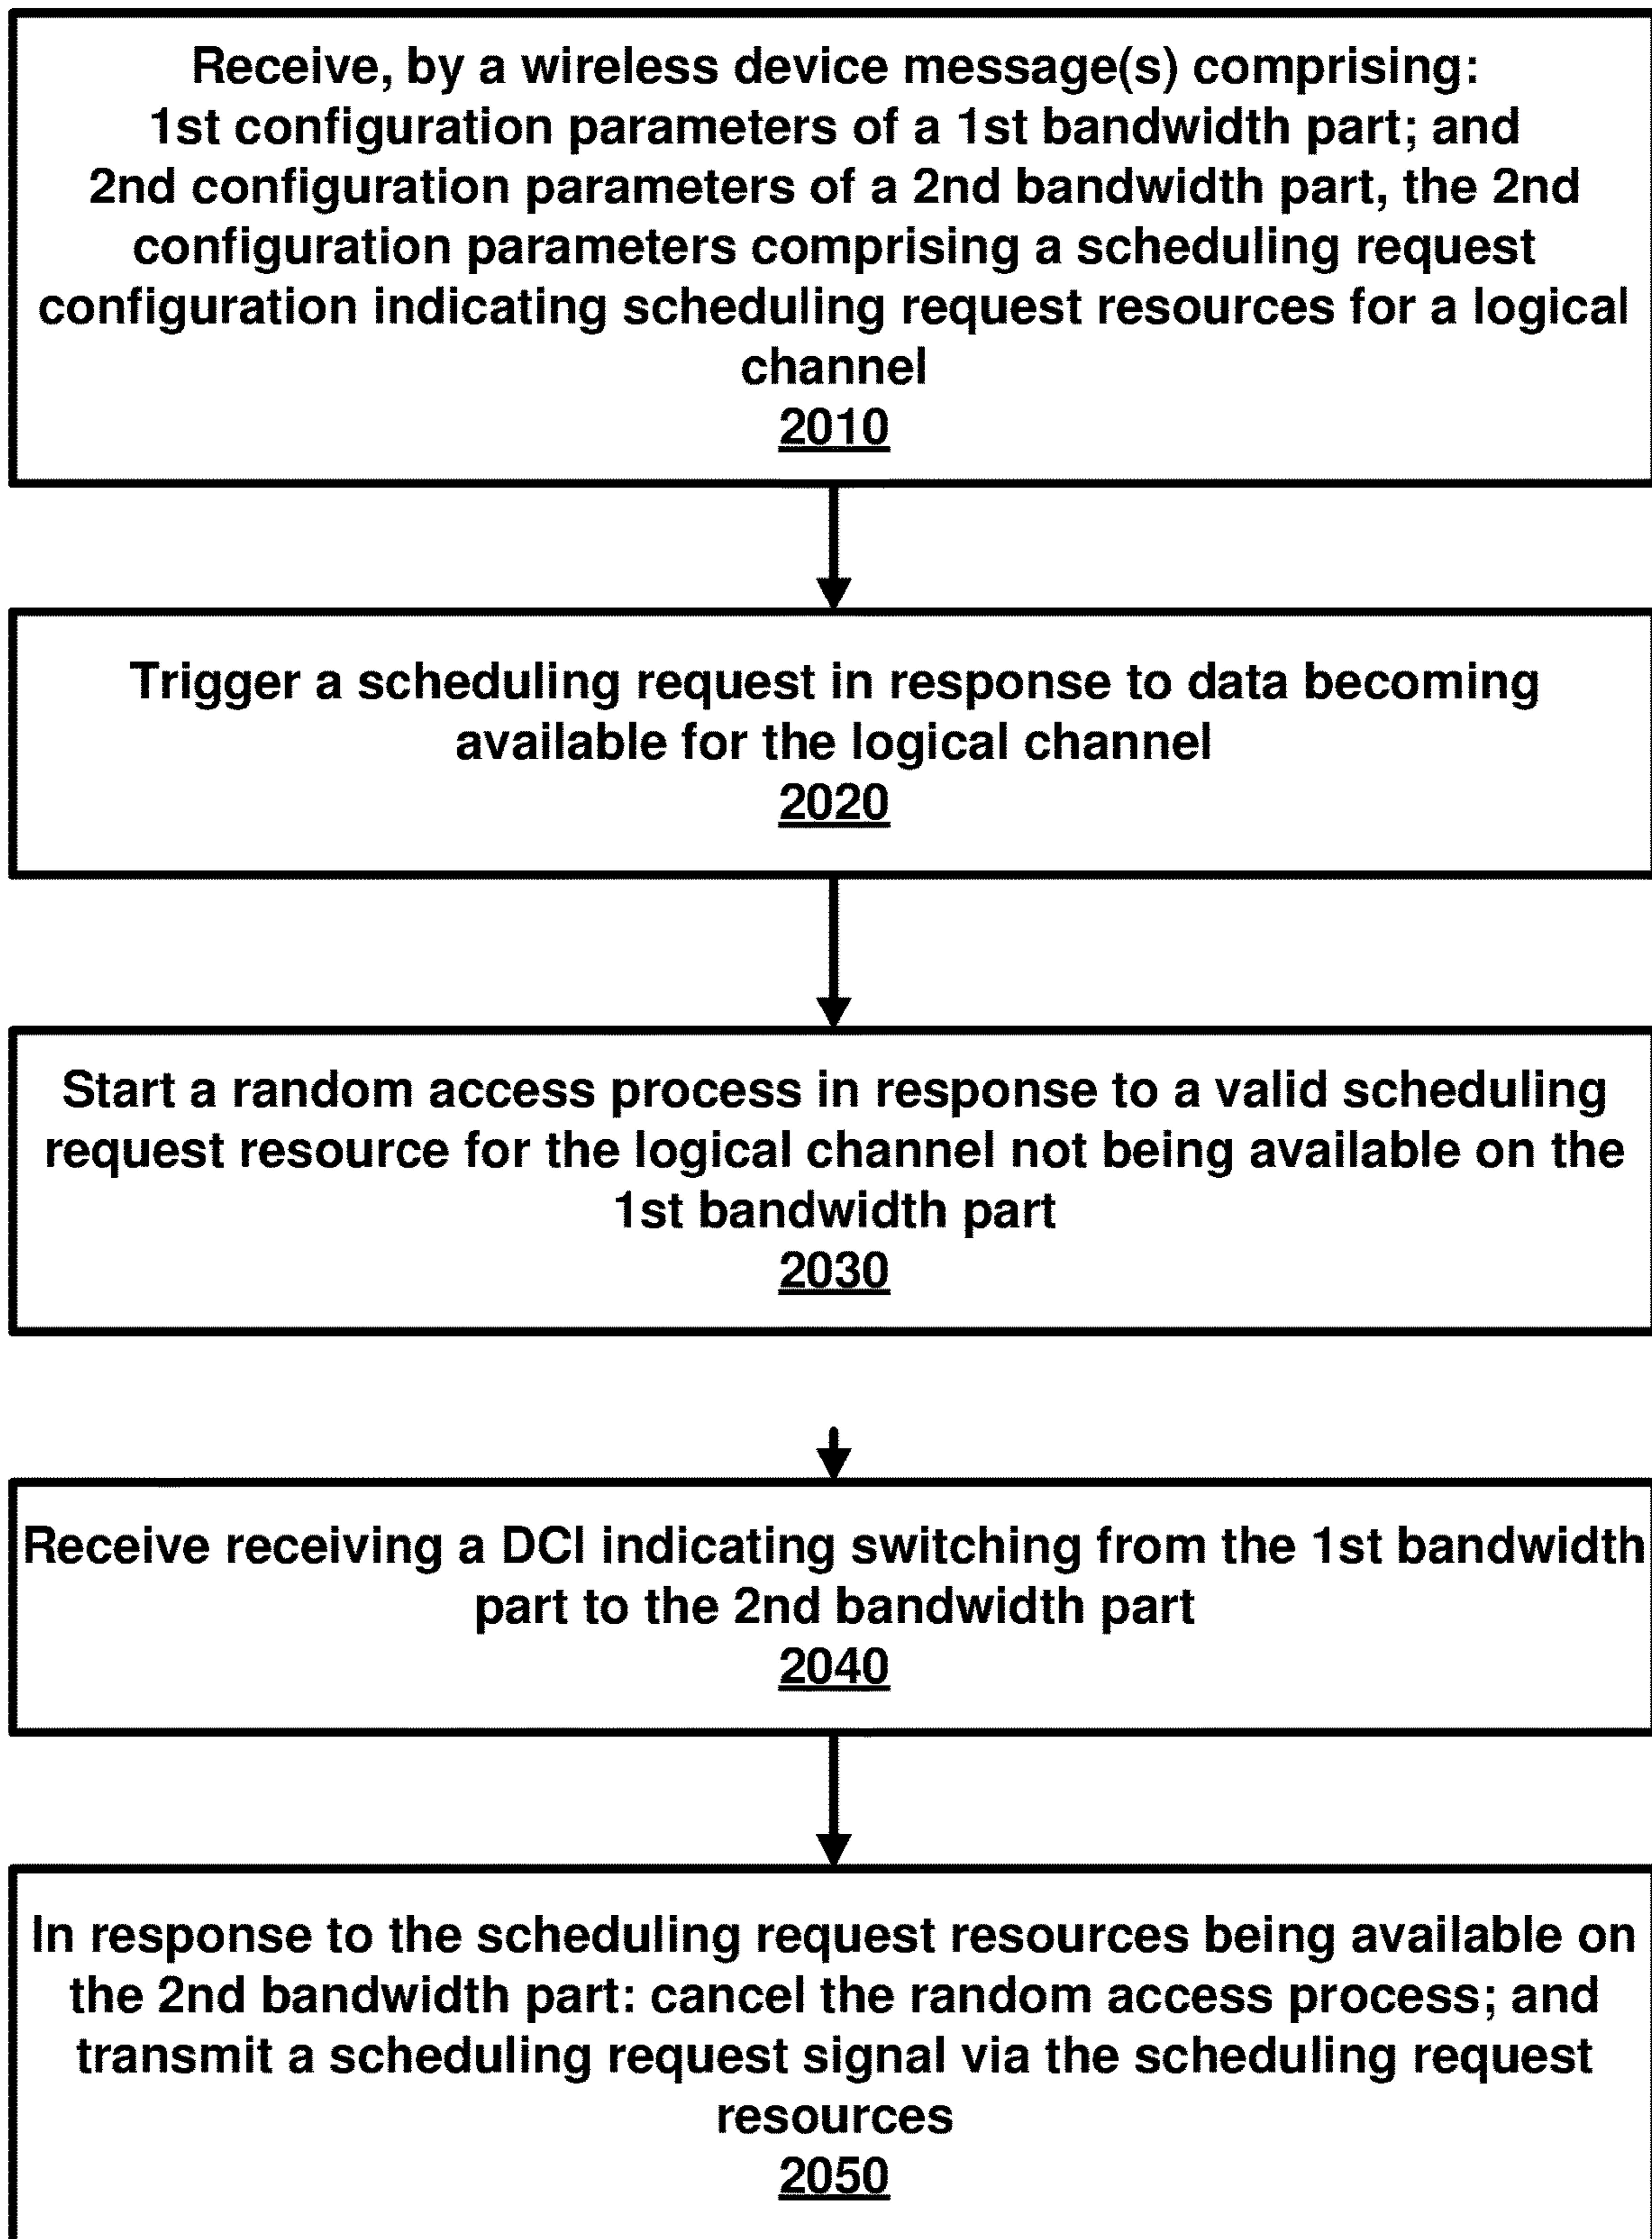 Receive, by a wireless device message(s) comprising:
1st configuration parameters of a 1st bandwidth part; and
2nd configuration parameters of a 2nd bandwidth part, the 2nd
configuration parameters comprising a scheduling request
configuration indicating scheduling request resources for a logical
channel
2010
Trigger a scheduling request in response to data becoming
available for the logical channel
2020
Start a random access process in response to a valid scheduling
request resource for the logical channel not being available on the
1st bandwidth part
2030
Receive receiving a DCI indicating switching from the 1st bandwidth
part to the 2nd bandwidth part
2040
In response to the scheduling request resources being available on
the 2nd bandwidth part: cancel the random access process; and
transmit a scheduling request signal via the scheduling request
resources
2050